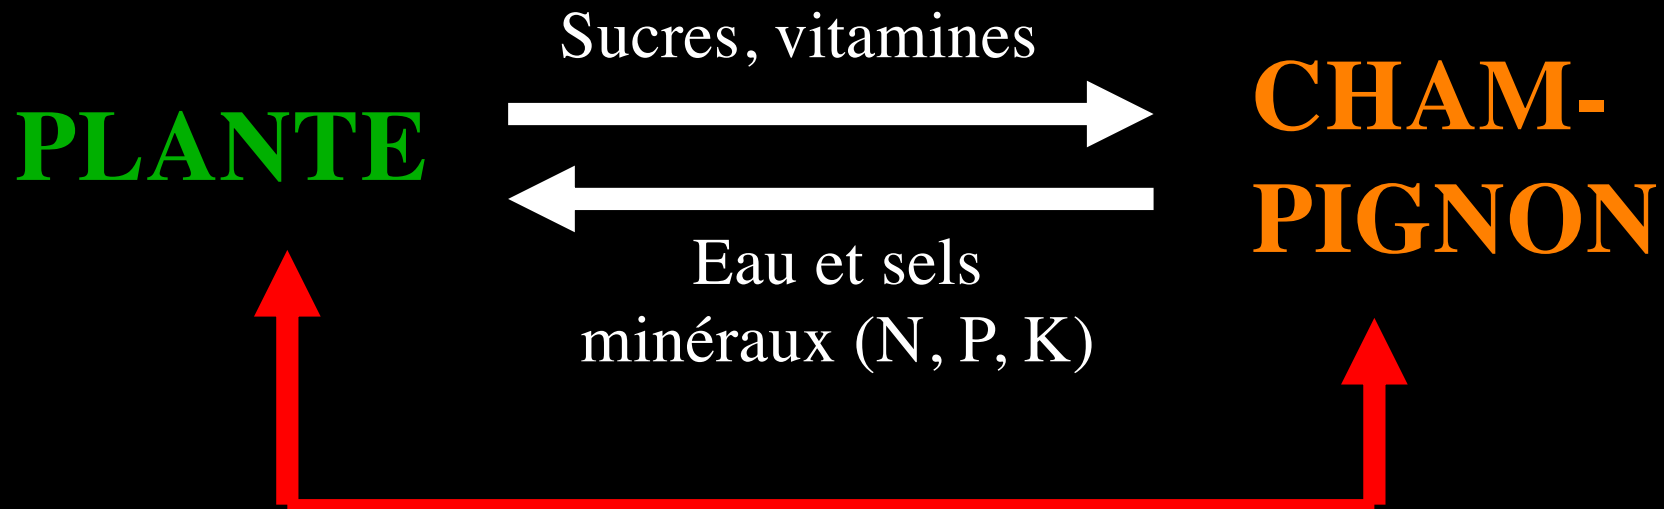 Sucres, vitamines
PLANTE
CHAM-
PIGNON
Eau et sels
minéraux (N, P, K)